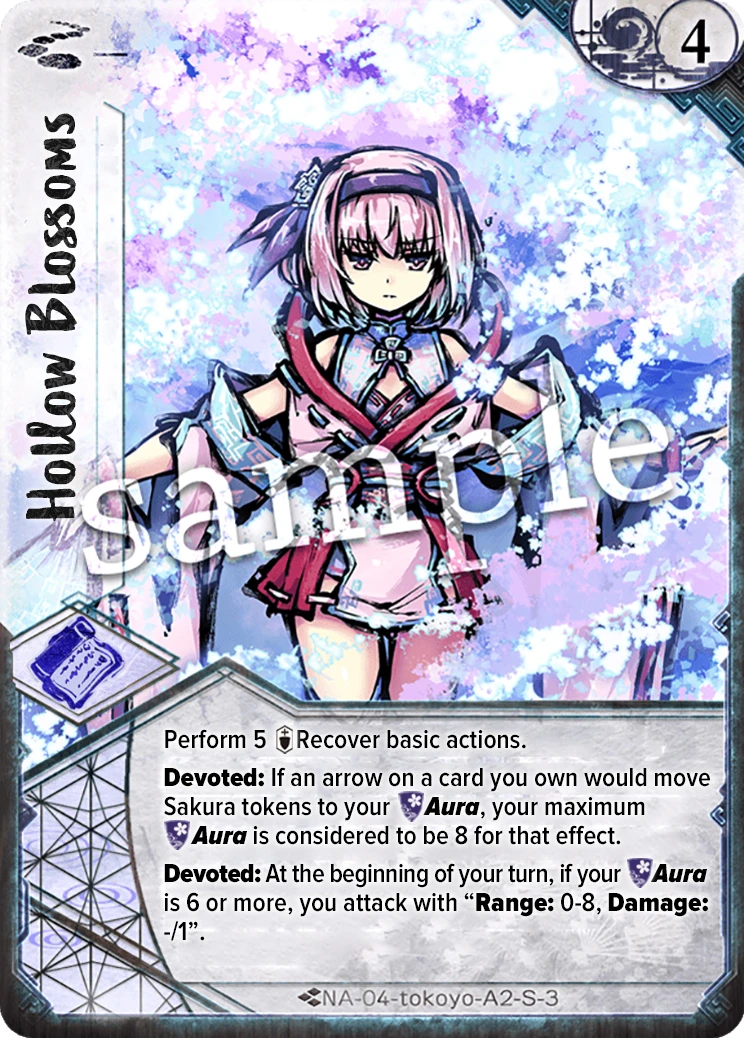 4
Hollow Blossoms
sample
Perform 5 Recover basic actions.
Devoted: If an arrow on a card you own would move
Sakura tokens to your Aura, your maximum
Aura is considered to be 8 for that effect.
Devoted: At the beginning of your turn, if your Aura
is 6 or more, you attack with “Range: 0-8, Damage:
-/1”.
NA-04-tokoyo-A2-S-3